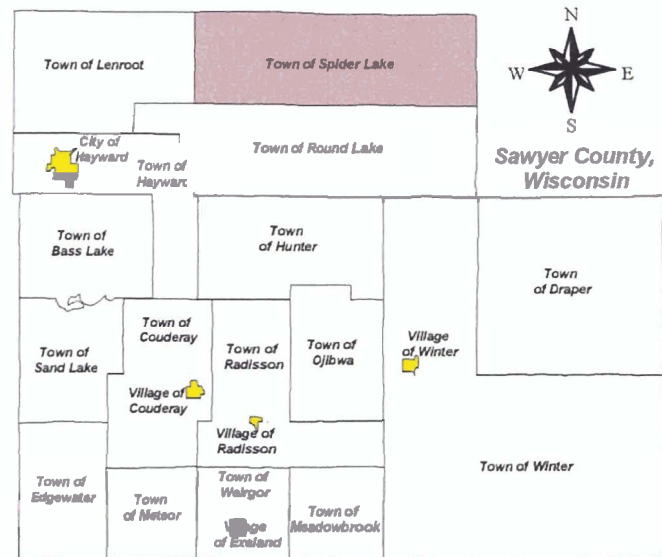 N
W E
S
Sawyer County,
Wisconsin
Town of Lenroot
Town of Spider Lake
City of
Hayward
Town of
Hayward
Town of Round Lake
Town of
Bass Lake
Town
of Hunter
Town
of Draper
Town of
Sand Lake
Town of
Couderay
Village of
Couderay
Town of
Radisson
Village of
Radisson
Town of
Ojibwa
Village
of Winter
Town of Winter
Town of
Edgewater
Town
of Meteor
Town of
Weirgor
Village
of Exeland
Town of
Meadowbrook